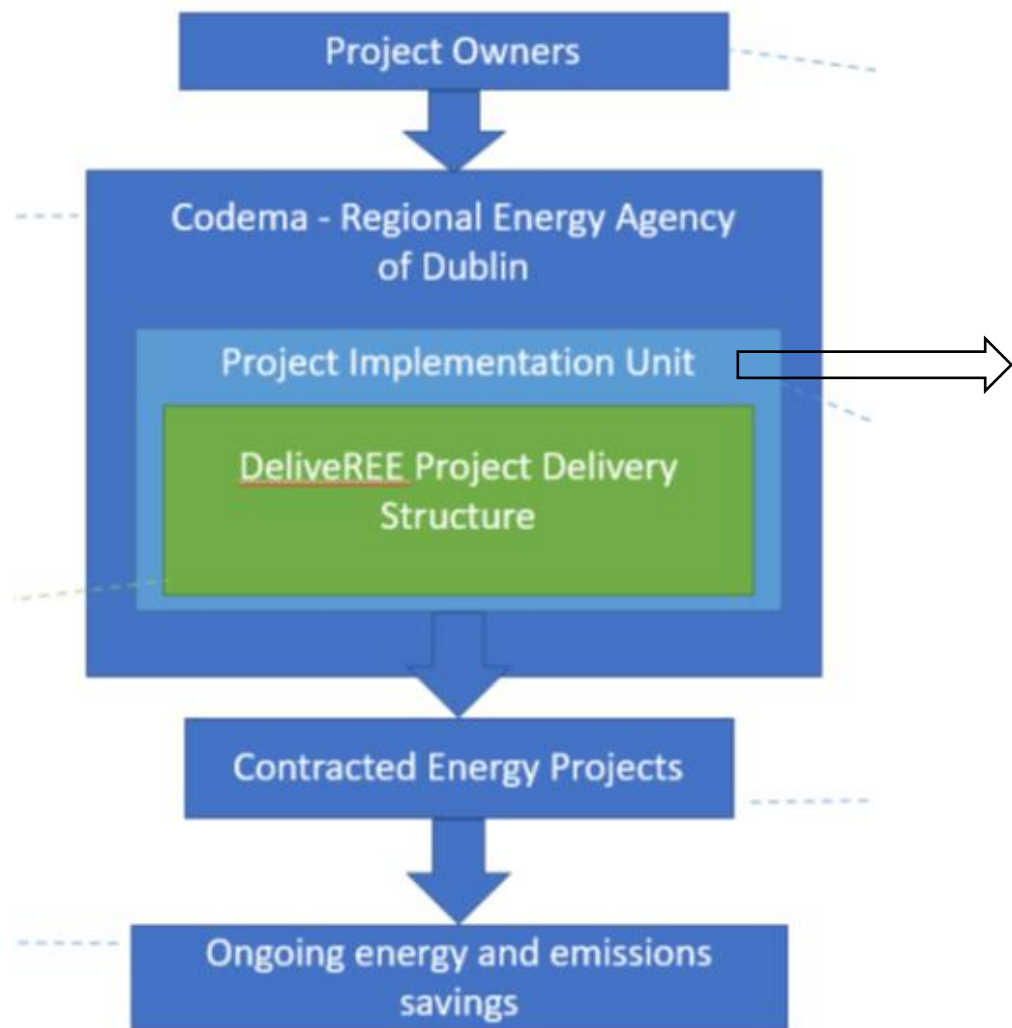 Project Owners
Codema - Regional Energy Agency
of Dublin
Project Implementation Unit
DeliveREE Project Delivery
Structure
Contracted Energy Projects
Ongoing energy and emissions
savings